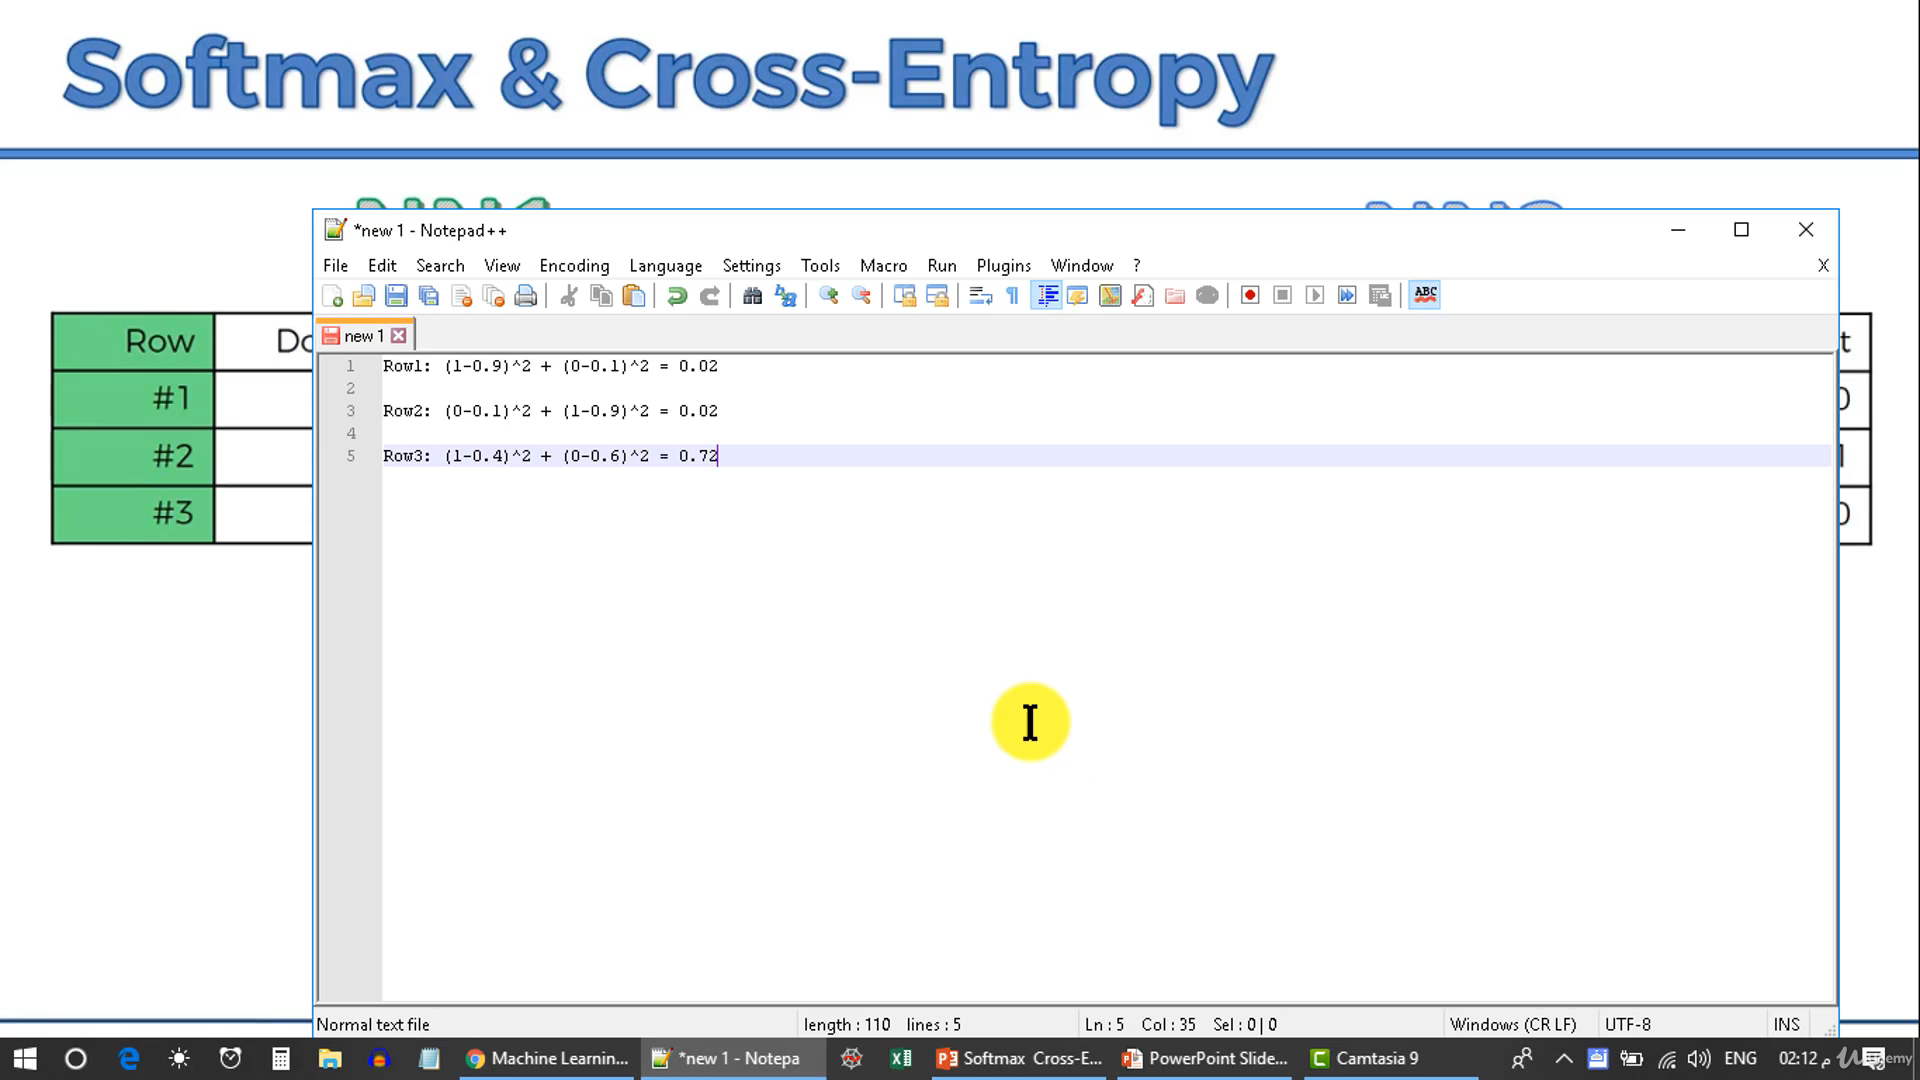 Softmax & Cross-Entropy
*new 1 - Notepad++
File Edit Search View Encoding Language Settings Tools Macro Run Plugins Window ? X
ABC
new 1
Row
#1
#2
#3
t
0
1
0
1 Row1: (1-0.9)^2 + (0-0.1)^2 = 0.02
2
3 Row2: (0-0.1)^2 + (1-0.9)^2 = 0.02
4
5 Row3: (1-0.4)^2 + (0-0.6)^2 = 0.72
Normal text file length : 110 lines : 5 Ln : 5 Col : 35 Sel : 0 | 0 Windows (CR LF) UTF-8 INS
Machine Learnin... *new 1 - Notepa Softmax Cross-E... PowerPoint Slide... Camtasia 9 ENG 02:12 م